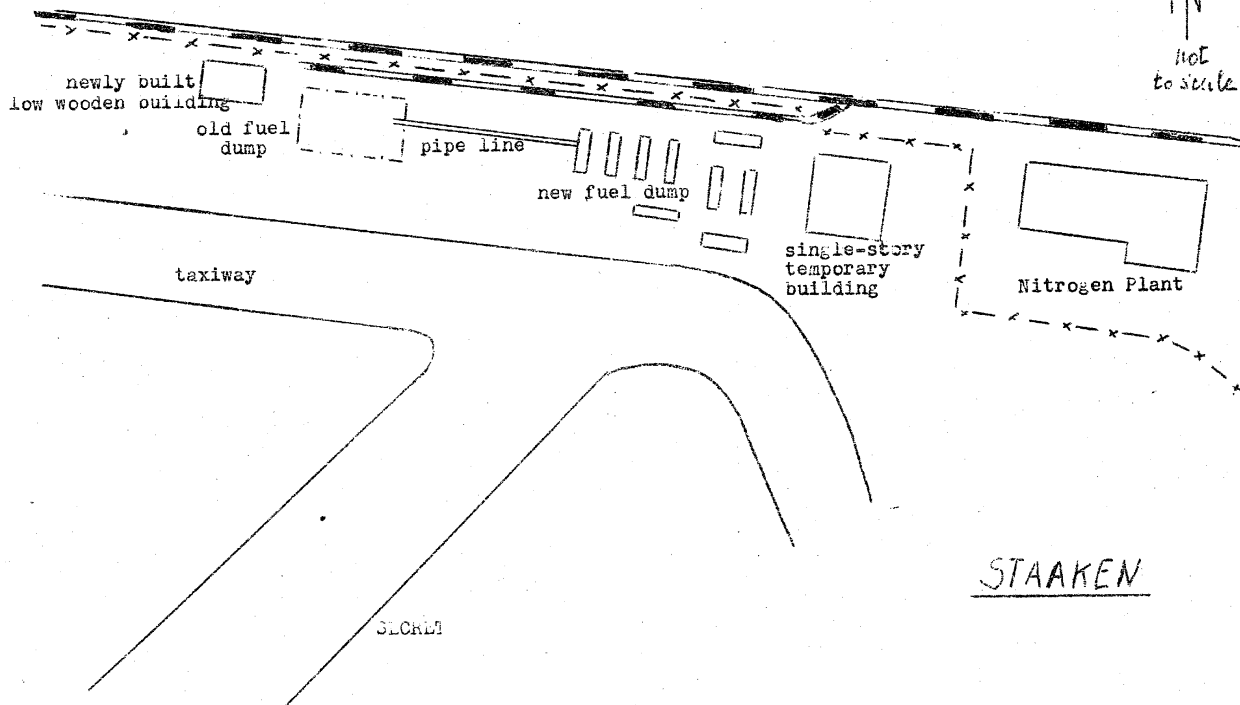 N
not
to scale
newly built
low wooden building
old fuel
dump
pipe line
new fuel dump
single-story
temporary
building
Nitrogen Plant
taxiway
STAAKEN
SECRET